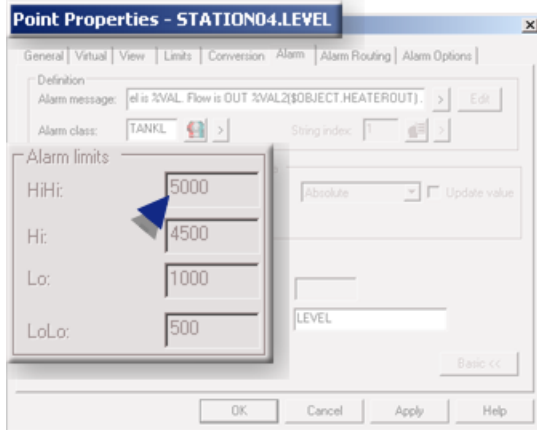 Point Properties - STATION04.LEVEL
General Virtual View Limits Conversion Alarm Alarm Routing Alarm Options
Definition
Alarm message: el is %VAL. Flow is OUT %VAL2($OBJECT.HEATEROUT). > Edit
Alarm class: TANKL > String index: 1 >
Alarm limits
HiHi: 5000
Absolute Update value
Hi: 4500
Lo: 1000
LEVEL
LoLo: 500
Basic <<
OK Cancel Apply Help